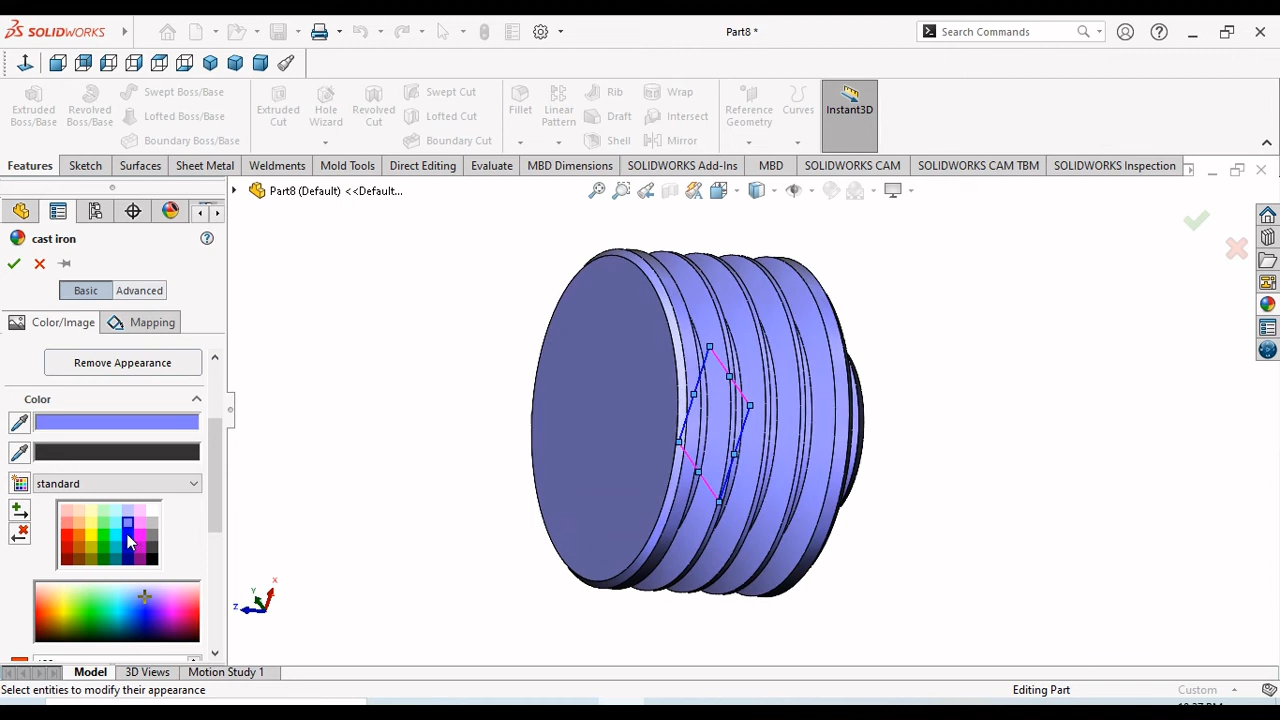 SOLIDWORKS
Part8 *
Search Commands
Extruded Boss/Base
Revolved Boss/Base
Swept Boss/Base
Lofted Boss/Base
Boundary Boss/Base
Extruded Cut
Hole Wizard
Revolved Cut
Swept Cut
Lofted Cut
Boundary Cut
Fillet
Linear Pattern
Rib
Draft
Shell
Wrap
Intersect
Mirror
Reference Geometry
Curves
Instant3D
Features Sketch Surfaces Sheet Metal Weldments Mold Tools Direct Editing Evaluate MBD Dimensions SOLIDWORKS Add-Ins MBD SOLIDWORKS CAM SOLIDWORKS CAM TBM SOLIDWORKS Inspection
Part8 (Default) <<Default...
cast iron
Basic Advanced
Color/Image Mapping
Remove Appearance
Color
standard
X
Y
Z
Model 3D Views Motion Study 1
Select entities to modify their appearance
Editing Part
Custom